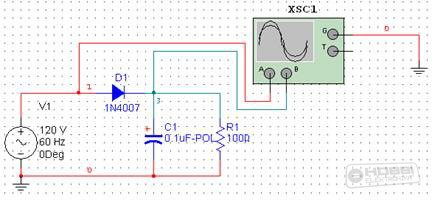 XSC1
G
T
A B
0
1
D1
3
1N4007
V1
120 V
60 Hz
0Deg
C1
0.1uF-POL
R1
100Ω
0